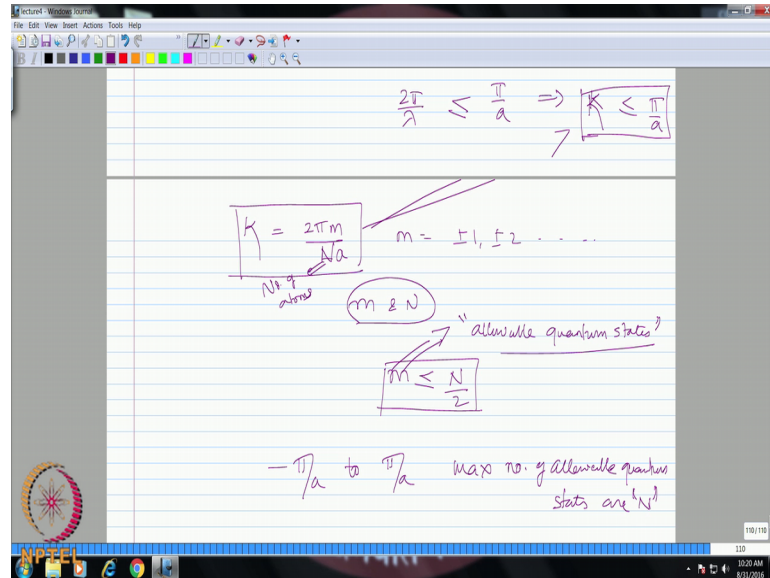 lecture4 - Windows Journal
File Edit View Insert Actions Tools Help
2π/λ ≤ π/a ⇒ K ≤ π/a
K = 2πm/Na m = ±1, ±2 .....
No. of atoms
m & N
"allowable quantum states"
m ≤ N/2
-π/a to π/a max no. of allowable quantum
stats are "N"
110/110
110
NPTEL
10:20 AM
8/31/2016